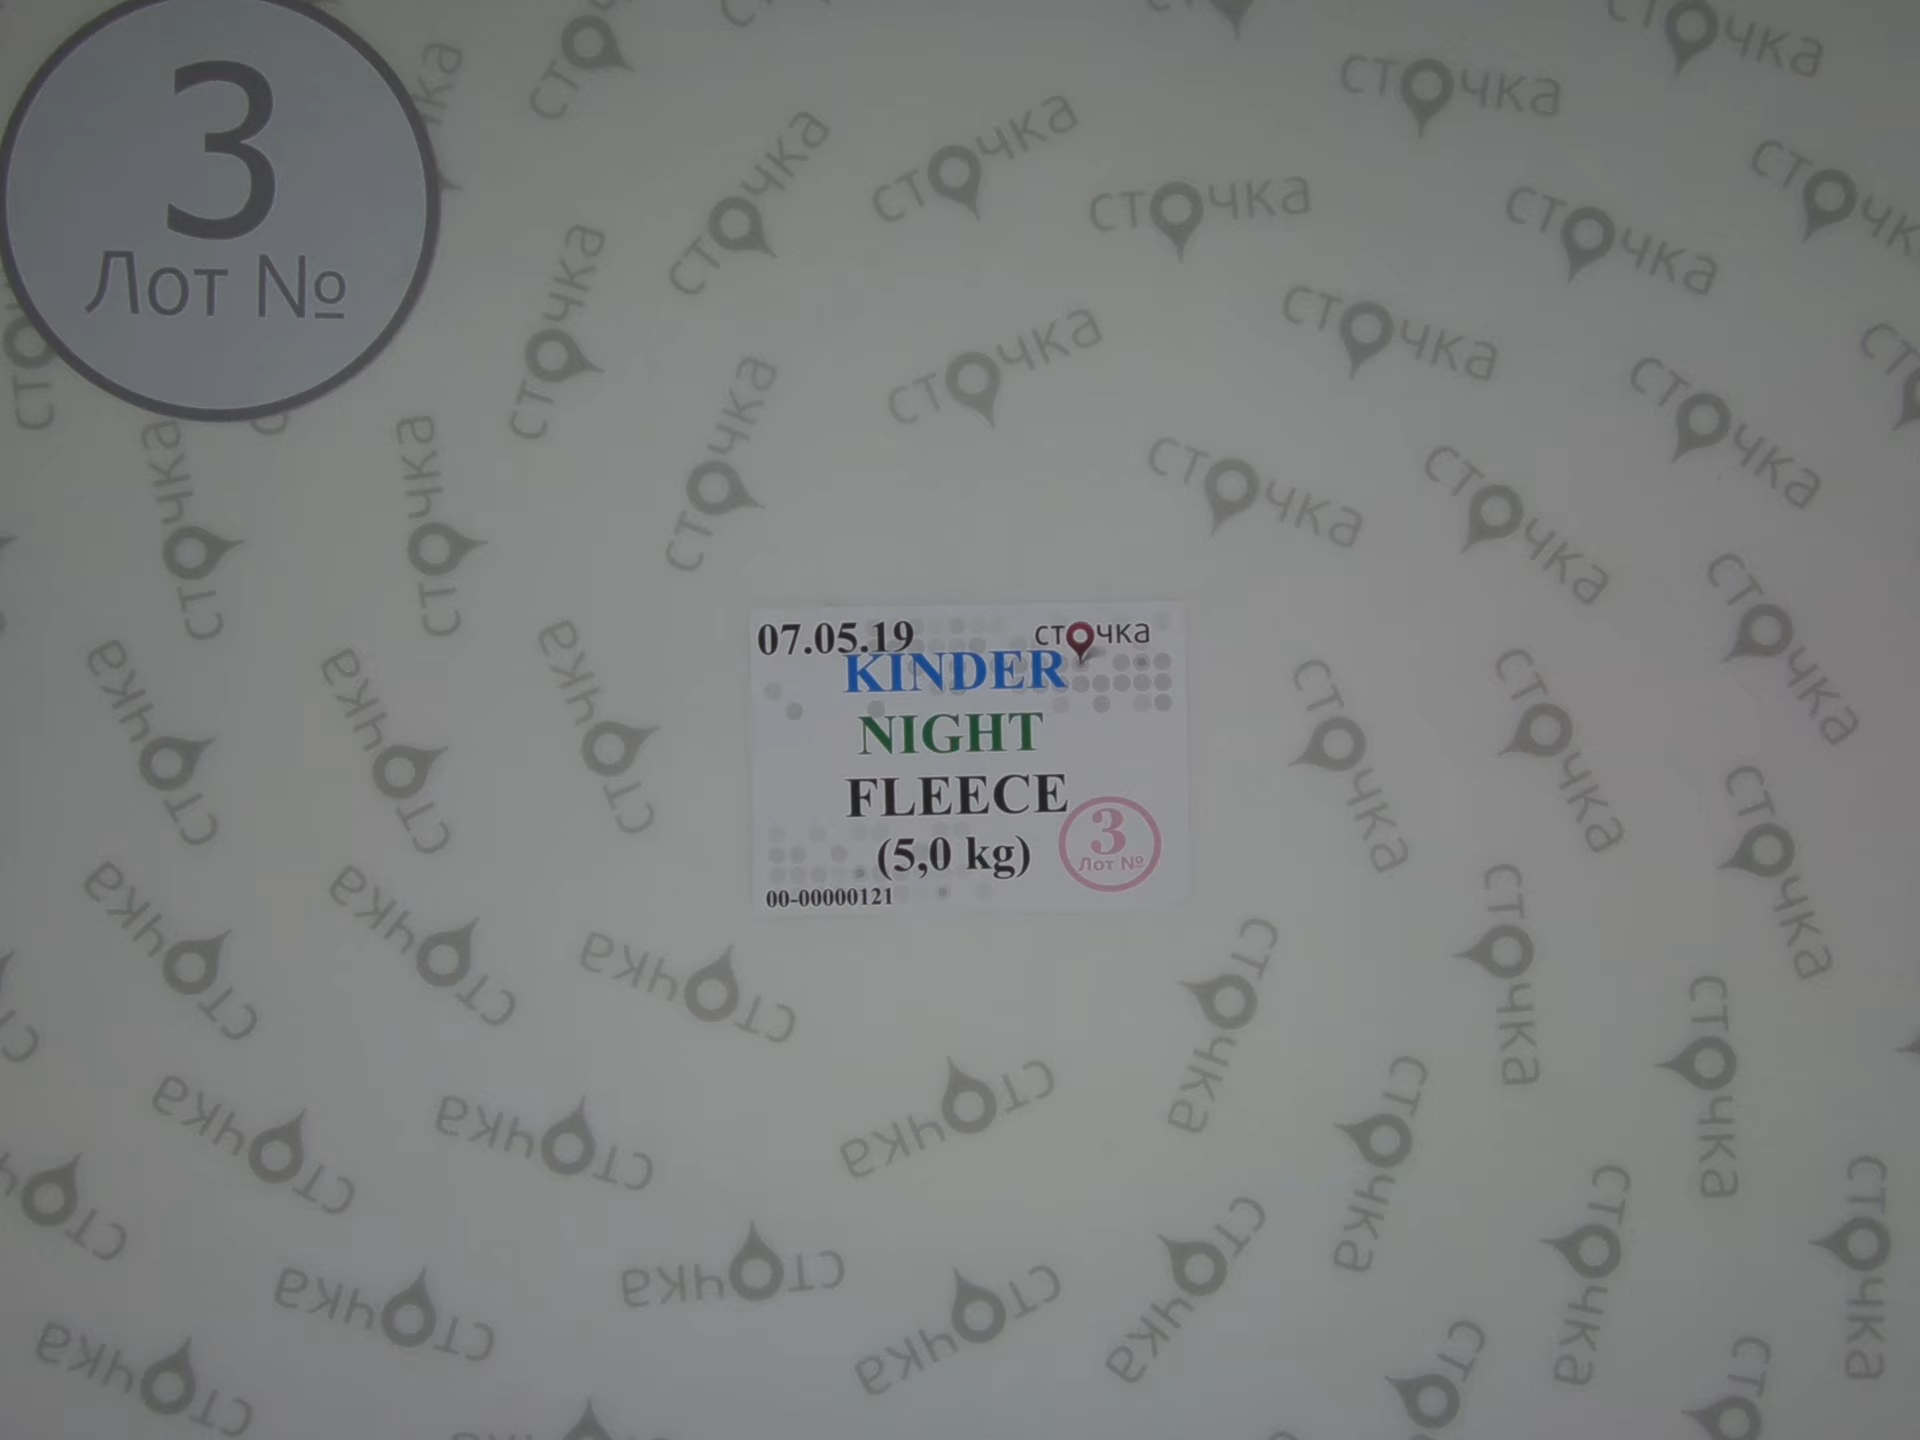 3
Лот №
07.05.19
сточка
KINDER
NIGHT
FLEECE
(5,0 kg)
3
Лот №
00-00000121
сточка